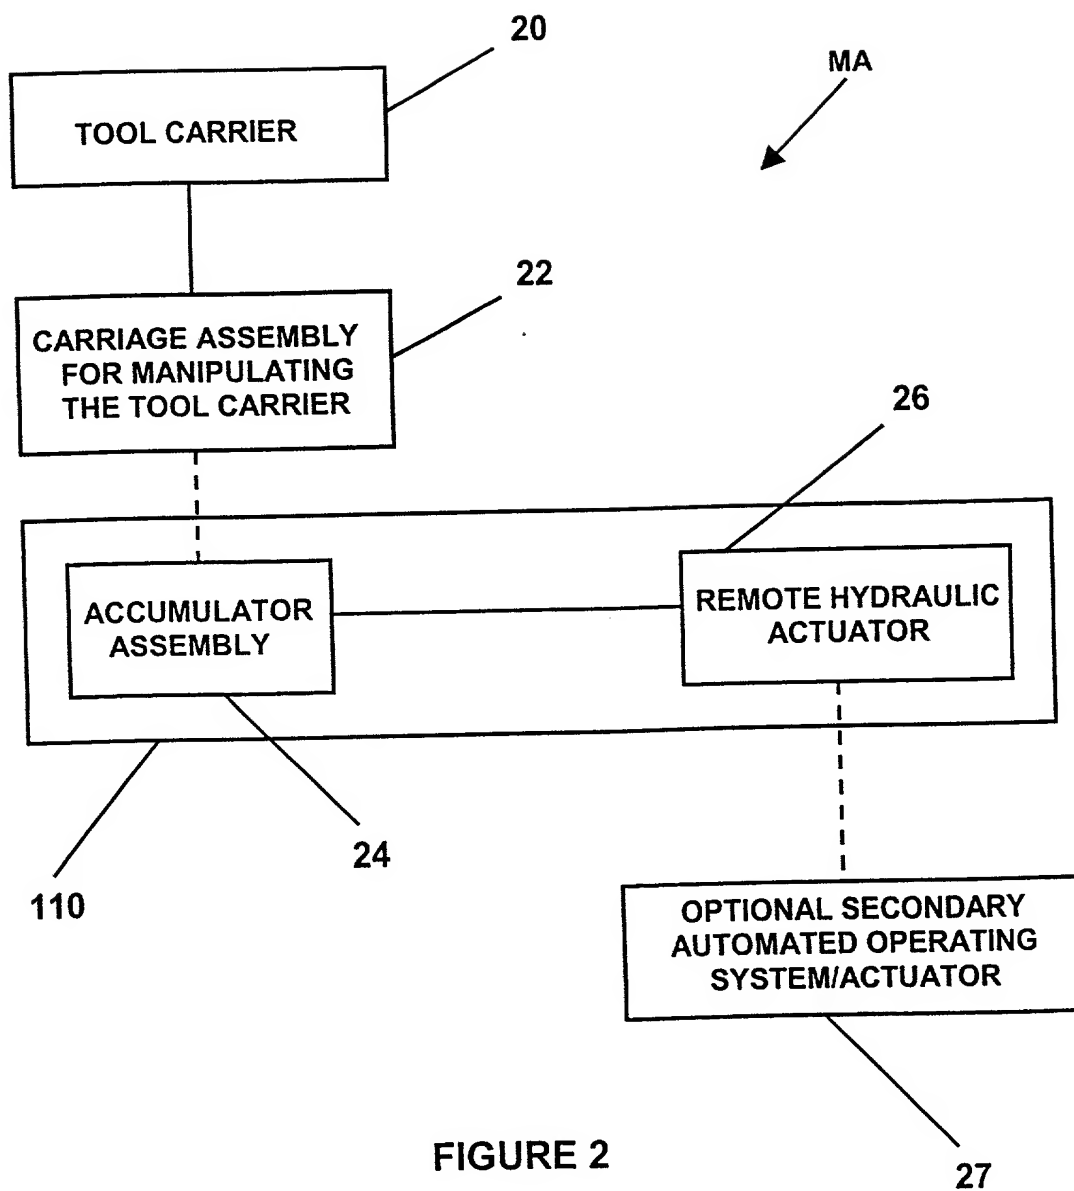 20
MA
TOOL CARRIER
22
CARRIAGE ASSEMBLY
FOR MANIPULATING
THE TOOL CARRIER
26
ACCUMULATOR
ASSEMBLY
REMOTE HYDRAULIC
ACTUATOR
24
110
OPTIONAL SECONDARY
AUTOMATED OPERATING
SYSTEM/ACTUATOR
27
FIGURE 2